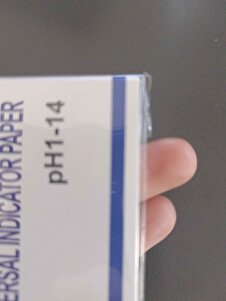 ERSAL INDICATOR PAPER
pH1-14